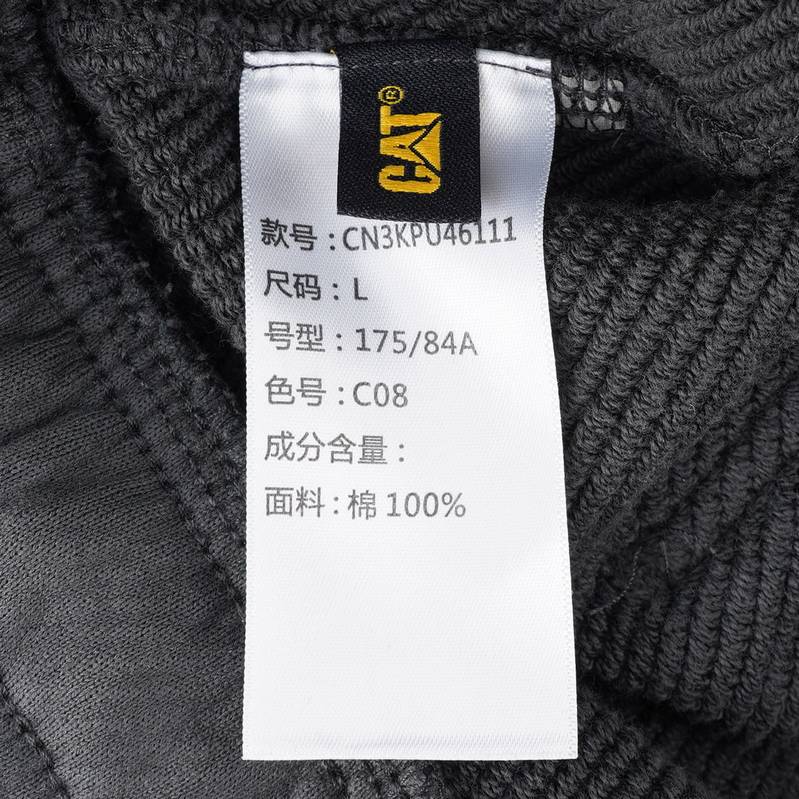 CAT®
款号：CN3KPU46111
尺码：L
号型：175/84A
色号：C08
成分含量：
面料：棉 100%